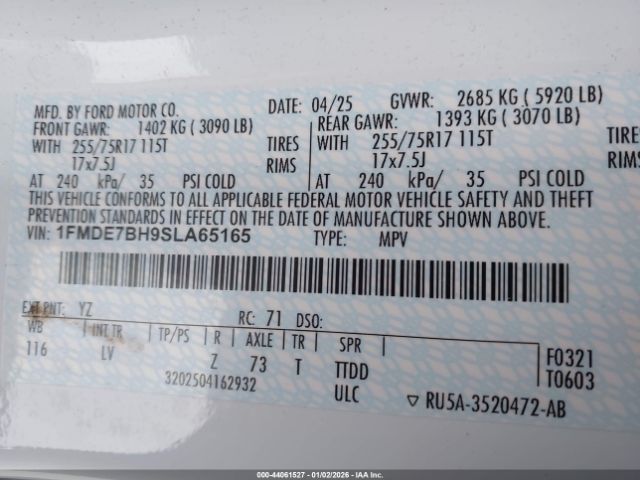 MFD. BY FORD MOTOR CO. DATE: 04/25 GVWR: 2685 KG ( 5920 LB)
FRONT GAWR: 1402 KG ( 3090 LB) REAR GAWR: 1393 KG ( 3070 LB)
WITH 255/75R17 115T TIRES WITH 255/75R17 115T TIRES
17x7.5J RIMS 17x7.5J RIMS
AT 240 kPa/ 35 PSI COLD AT 240 kPa/ 35 PSI COLD
THIS VEHICLE CONFORMS TO ALL APPLICABLE FEDERAL MOTOR VEHICLE SAFETY AND THEFT
PREVENTION STANDARDS IN EFFECT ON THE DATE OF MANUFACTURE SHOWN ABOVE.
VIN: 1FMDE7BH9SLA65165 TYPE: MPV
EXT PNT: YZ RC: 71 DSO:
WB INT TR TP/PS R AXLE TR SPR
116 LV Z 73 T TTDD F0321
3202504162932 ULC T0603
▽ RU5A-3520472-AB
000-44061527 - 01/02/2026 - IAA Inc.